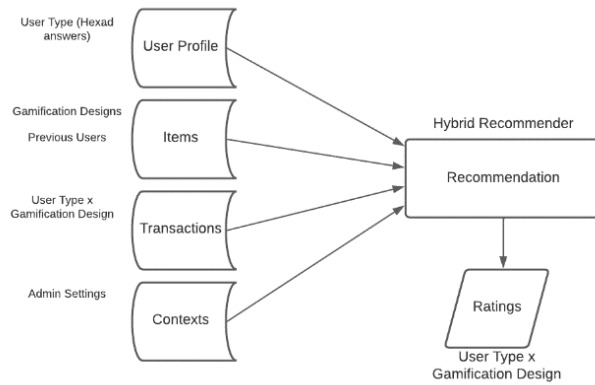 User Type (Hexad
answers)
User Profile
Gamification Designs
Previous Users
Items
User Type x
Gamification Design
Transactions
Admin Settings
Contexts
Hybrid Recommender
Recommendation
Ratings
User Type x
Gamification Design